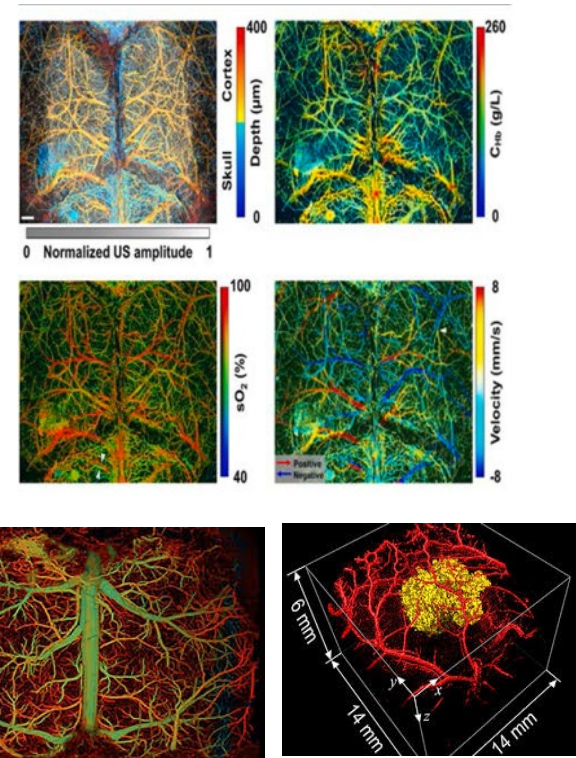 400
Cortex
Skull
Depth (μm)
0
0 Normalized US amplitude 1
260
C_Hb (g/L)
0
100
sO₂ (%)
40
8
Velocity (mm/s)
-8
Positive
Negative
6 mm
14 mm
14 mm
x
y
z